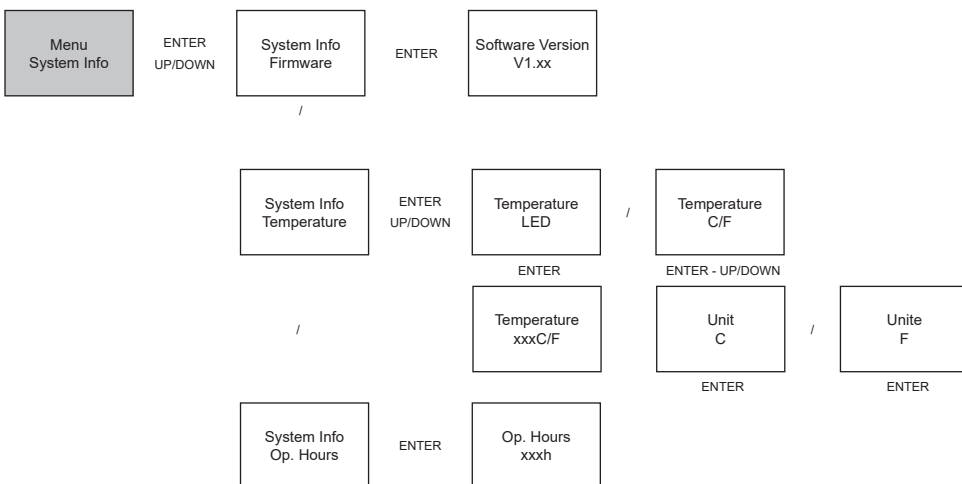 Menu
System Info
ENTER
UP/DOWN
System Info
Firmware
ENTER
Software Version
V1.xx
/
System Info
Temperature
ENTER
UP/DOWN
Temperature
LED
/
Temperature
C/F
ENTER
ENTER - UP/DOWN
/
Temperature
xxxC/F
Unit
C
/
Unite
F
ENTER
ENTER
System Info
Op. Hours
ENTER
Op. Hours
xxxh